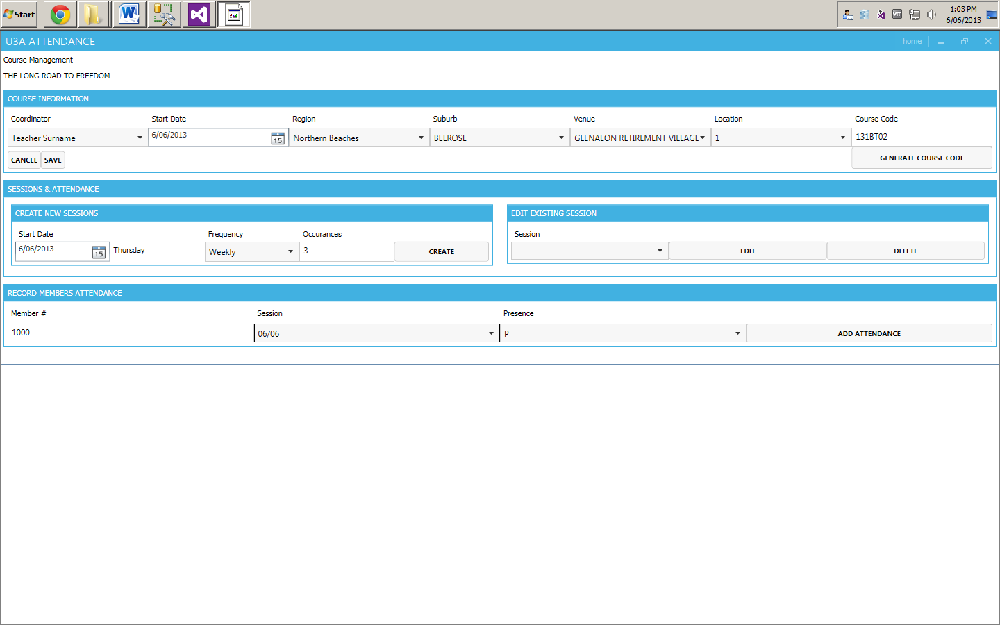 Start
1:03 PM
6/06/2013
U3A ATTENDANCE
home
Course Management
THE LONG ROAD TO FREEDOM
COURSE INFORMATION
Coordinator Start Date Region Suburb Venue Location Course Code
Teacher Surname 6/06/2013 15 Northern Beaches BELROSE GLENAEON RETIREMENT VILLAGE 1 131BT02
CANCEL SAVE GENERATE COURSE CODE
SESSIONS & ATTENDANCE
CREATE NEW SESSIONS EDIT EXISTING SESSION
Start Date Frequency Occurances Session
6/06/2013 15 Thursday Weekly 3 CREATE EDIT DELETE
RECORD MEMBERS ATTENDANCE
Member # Session Presence
1000 06/06 P ADD ATTENDANCE